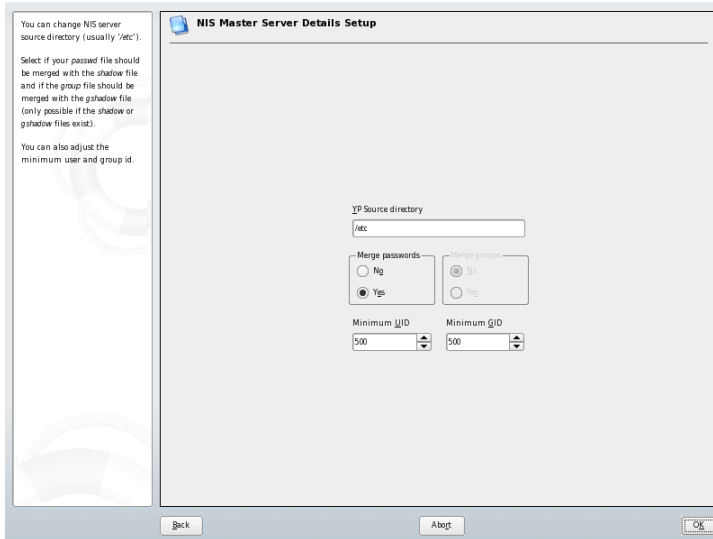 You can change NIS server
source directory (usually '/etc').
Select if your passwd file should
be merged with the shadow file
and if the group file should be
merged with the gshadow file
(only possible if the shadow or
gshadow files exist).
You can also adjust the
minimum user and group id.
NIS Master Server Details Setup
YP Source directory
/etc
Merge passwords
No
Yes
Merge groups
No
Yes
Minimum UID
500
Minimum GID
500
Back
Abort
OK